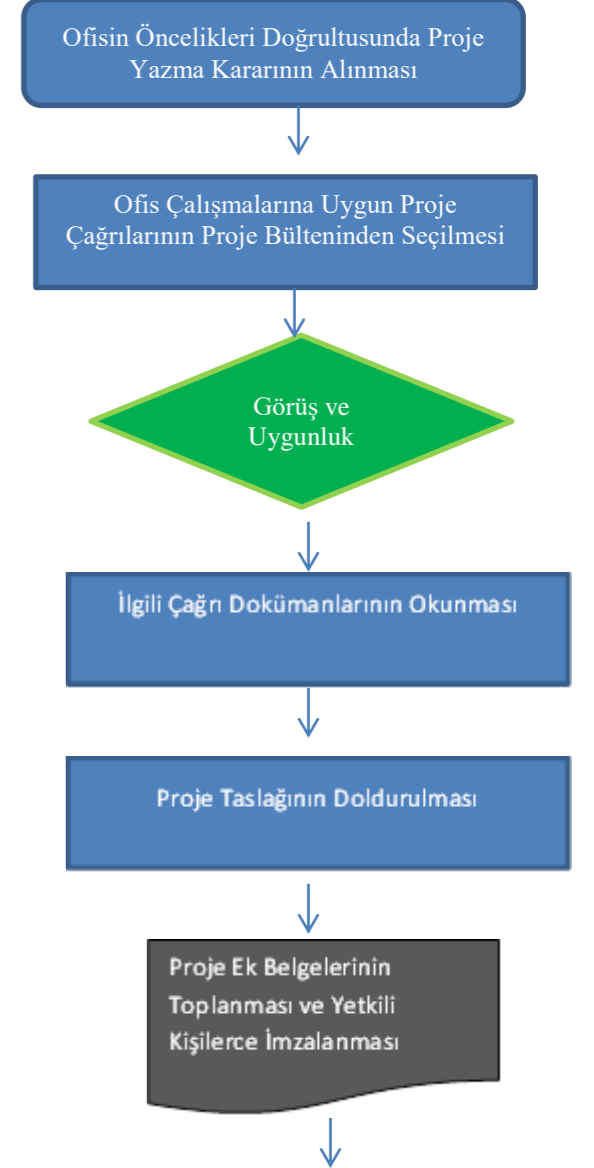 Ofisin Öncelikleri Doğrultusunda Proje
Yazma Kararının Alınması
Ofis Çalışmalarına Uygun Proje
Çağrılarının Proje Bülteninden Seçilmesi
Görüş ve
Uygunluk
İlgili Çağrı Dokümanlarının Okunması
Proje Taslağının Doldurulması
Proje Ek Belgelerinin
Toplanması ve Yetkili
Kişilerce İmzalanması